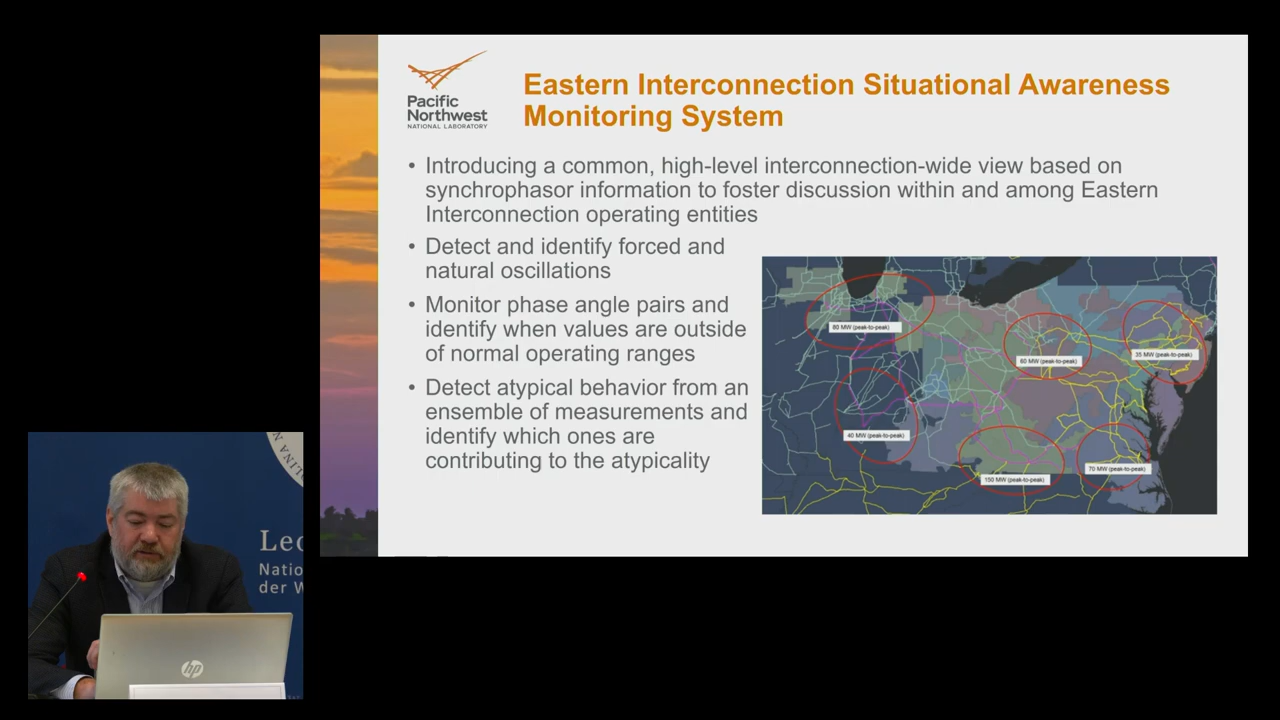 Pacific
Northwest
NATIONAL LABORATORY
Eastern Interconnection Situational Awareness
Monitoring System
• Introducing a common, high-level interconnection-wide view based on
synchrophasor information to foster discussion within and among Eastern
Interconnection operating entities
• Detect and identify forced and
natural oscillations
• Monitor phase angle pairs and
identify when values are outside
of normal operating ranges
• Detect atypical behavior from an
ensemble of measurements and
identify which ones are
contributing to the atypicality
80 MW (peak-to-peak)
60 MW (peak-to-peak)
35 MW (peak-to-peak)
40 MW (peak-to-peak)
150 MW (peak-to-peak)
70 MW (peak-to-peak)
LINA N
Leo
Natio
der W
hp